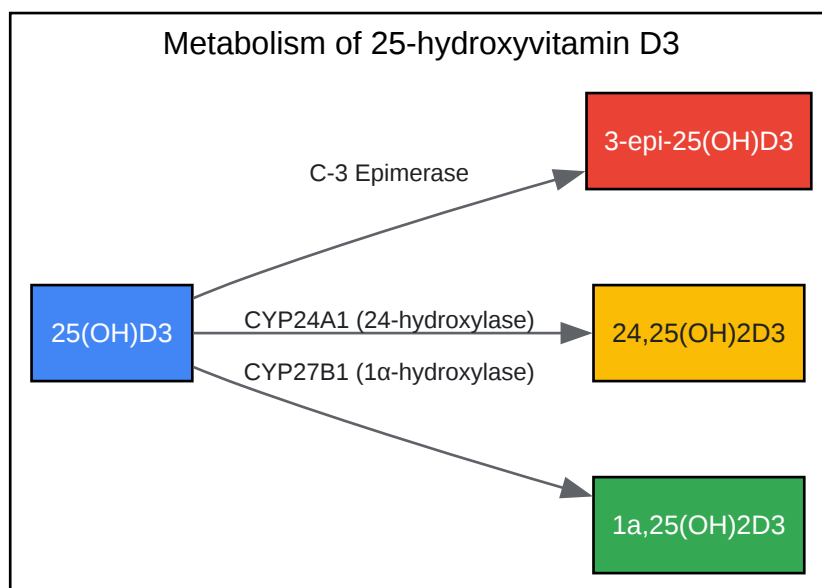 Metabolism of 25-hydroxyvitamin D3
3-epi-25(OH)D3
C-3 Epimerase
25(OH)D3
CYP24A1 (24-hydroxylase)
24,25(OH)2D3
CYP27B1 (1α-hydroxylase)
1a,25(OH)2D3